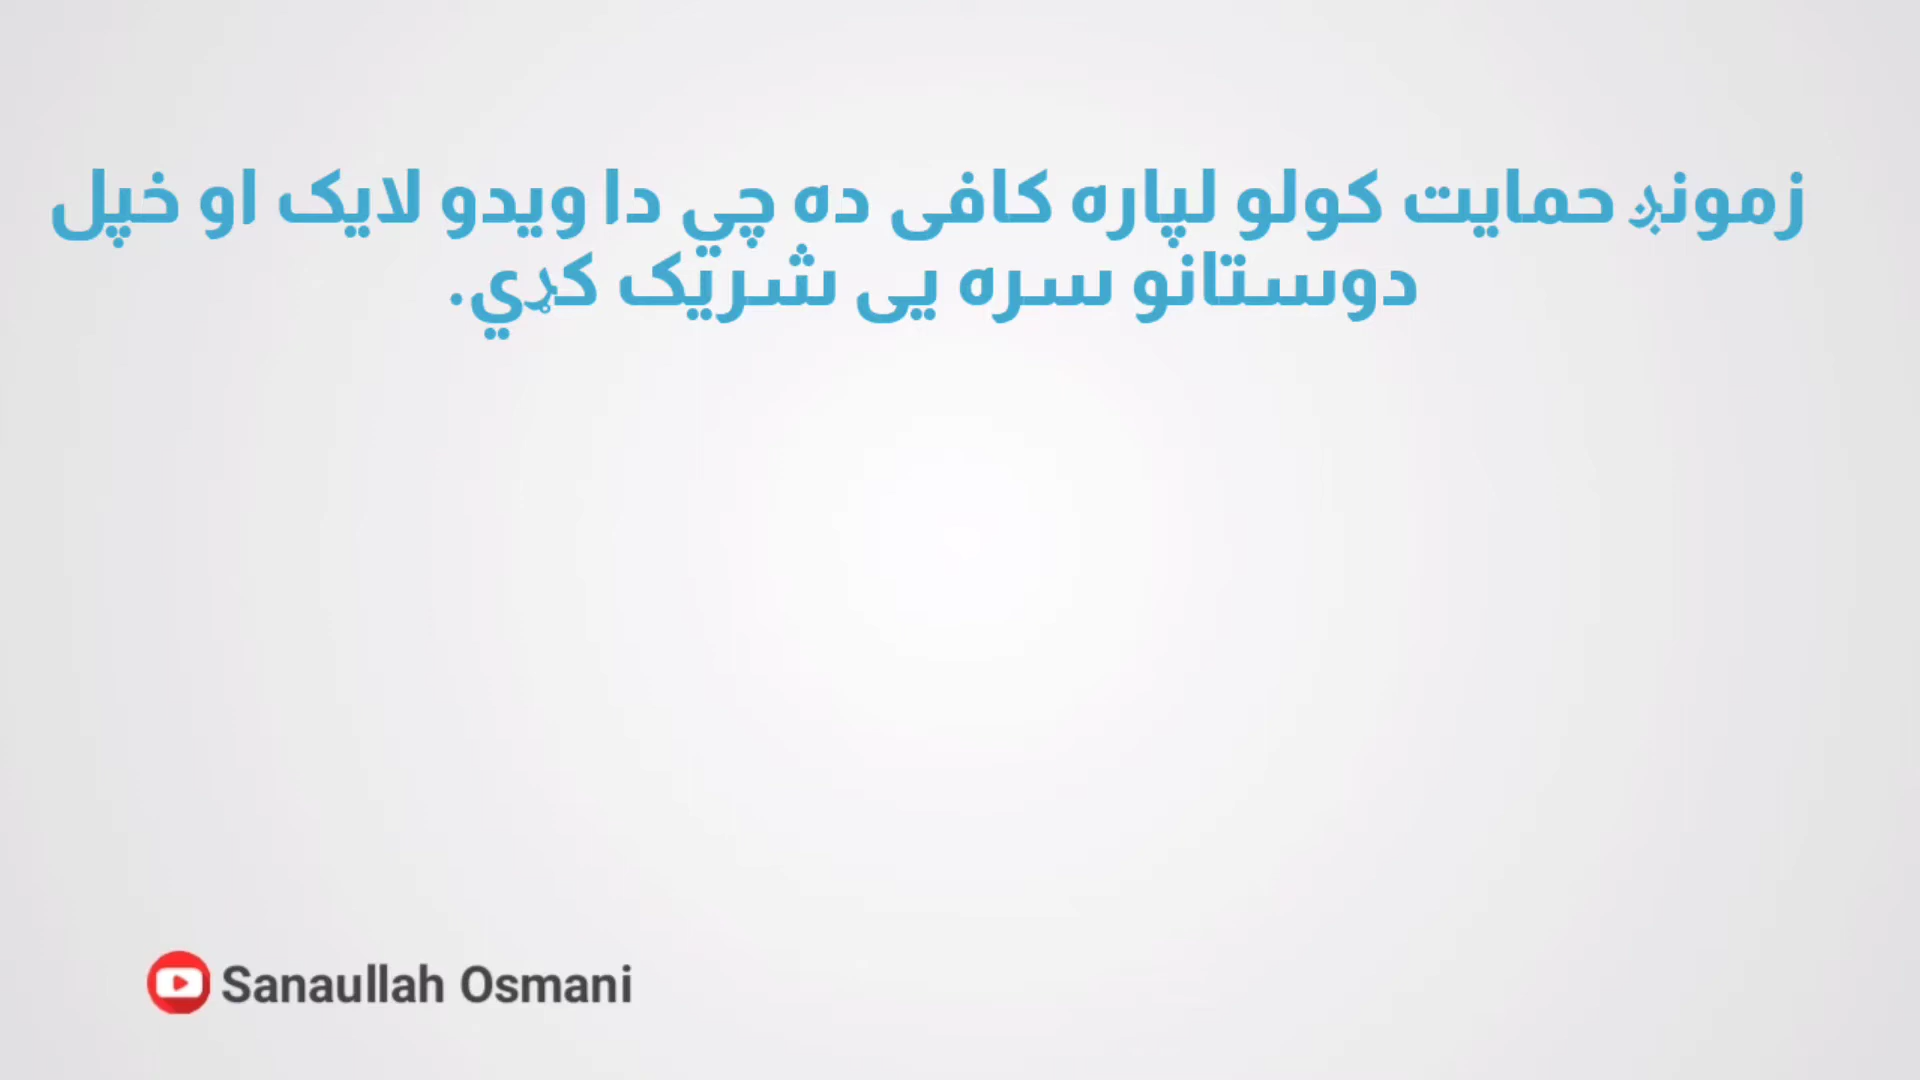 زمونږ حمایت کولو لپاره کافی ده چي دا ویدو لایک او خپل
دوستانو سره یی شریک کړي.
Sanaullah Osmani